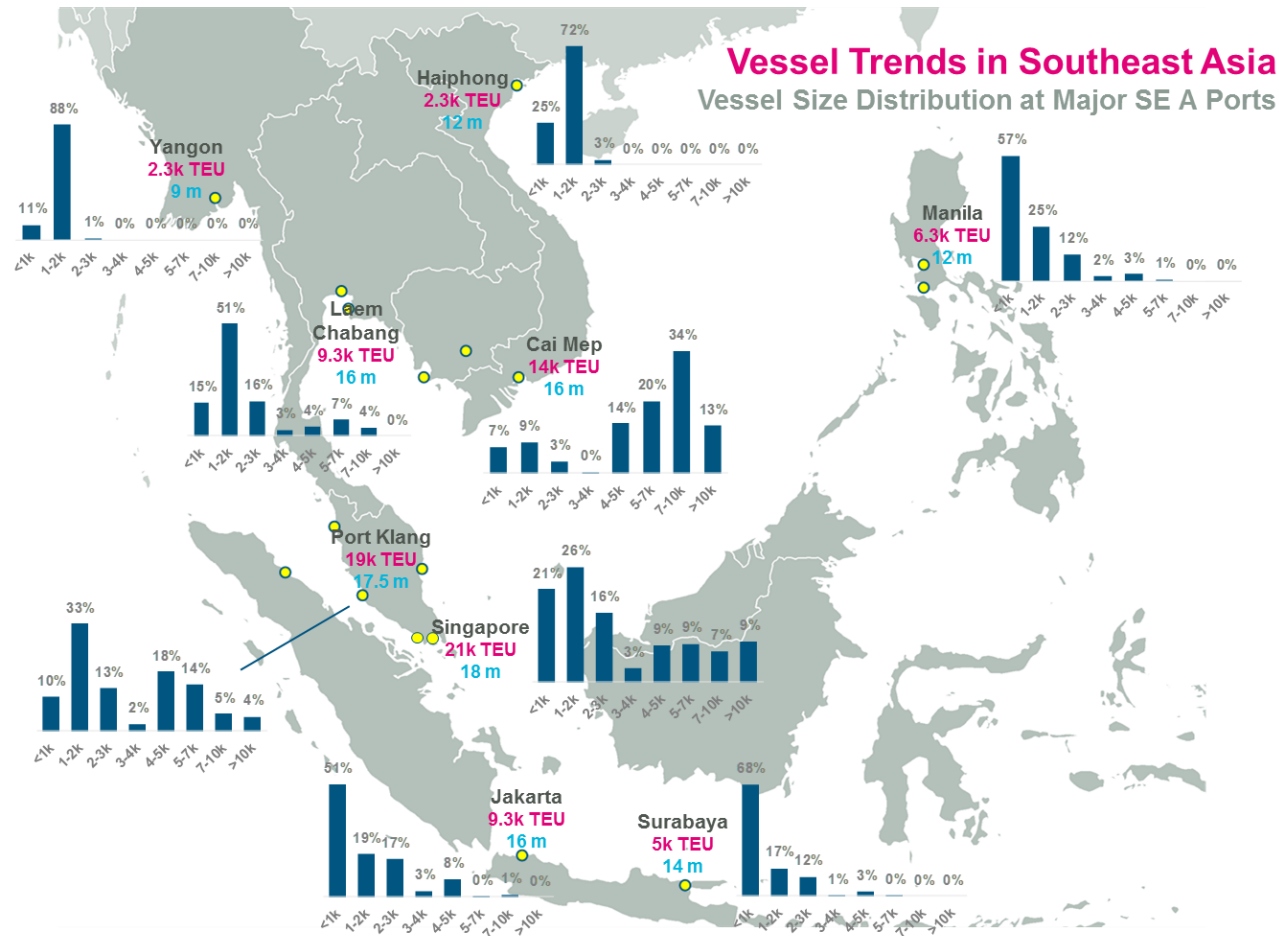 Vessel Trends in Southeast Asia
Vessel Size Distribution at Major SE A Ports
Haiphong
2.3k TEU
12 m
25% 72% 3% 0% 0% 0% 0% 0%
<1k 1-2k 2-3k 3-4k 4-5k 5-7k 7-10k >10k
Yangon
2.3k TEU
9 m
11% 88% 1% 0% 0% 0% 0% 0%
<1k 1-2k 2-3k 3-4k 4-5k 5-7k 7-10k >10k
Manila
6.3k TEU
12 m
57% 25% 12% 2% 3% 1% 0% 0%
<1k 1-2k 2-3k 3-4k 4-5k 5-7k 7-10k >10k
Laem
Chabang
9.3k TEU
16 m
15% 51% 16% 3% 4% 7% 4% 0%
<1k 1-2k 2-3k 3-4k 4-5k 5-7k 7-10k >10k
Cai Mep
14k TEU
16 m
7% 9% 3% 0% 14% 20% 34% 13%
<1k 1-2k 2-3k 3-4k 4-5k 5-7k 7-10k >10k
Port Klang
19k TEU
17.5 m
10% 33% 13% 2% 18% 14% 5% 4%
<1k 1-2k 2-3k 3-4k 4-5k 5-7k 7-10k >10k
Singapore
21k TEU
18 m
21% 26% 16% 3% 9% 9% 7% 9%
<1k 1-2k 2-3k 3-4k 4-5k 5-7k 7-10k >10k
Jakarta
9.3k TEU
16 m
51% 19% 17% 3% 8% 0% 1% 0%
<1k 1-2k 2-3k 3-4k 4-5k 5-7k 7-10k >10k
Surabaya
5k TEU
14 m
68% 17% 12% 1% 3% 0% 0% 0%
<1k 1-2k 2-3k 3-4k 4-5k 5-7k 7-10k >10k